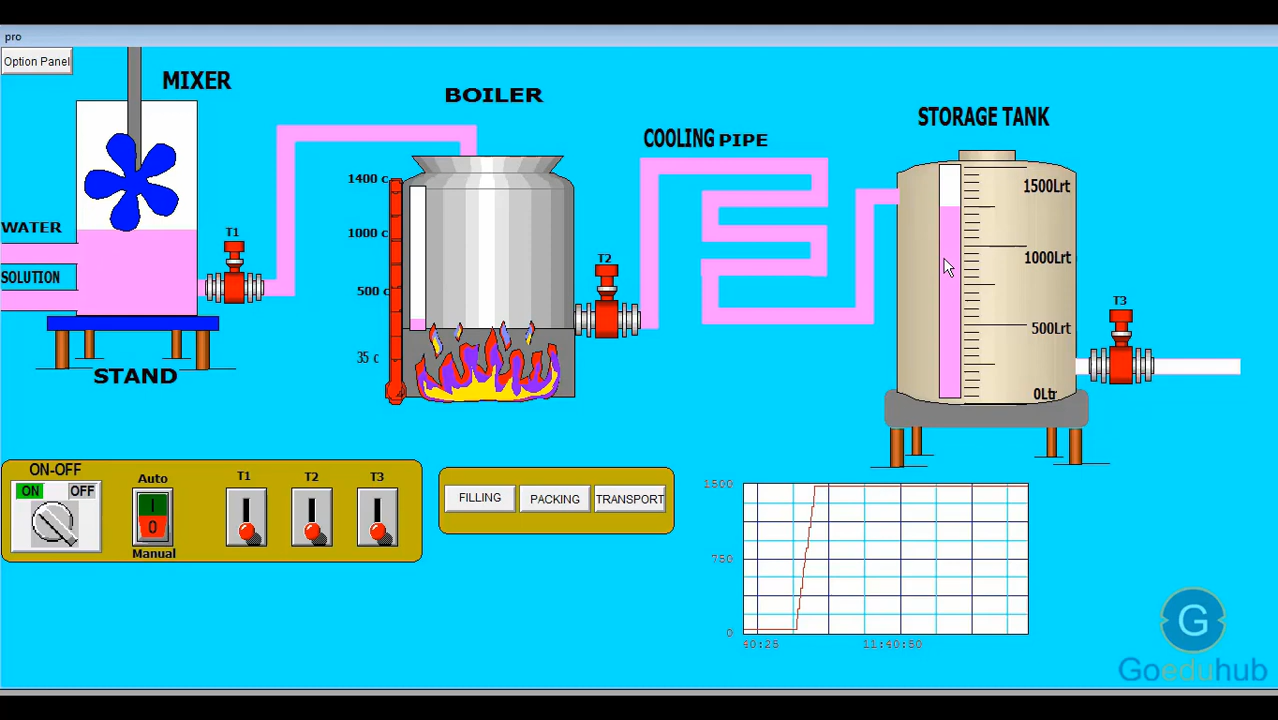 pro
Option Panel
MIXER
BOILER
STORAGE TANK
COOLING PIPE
1400 c
1000 c
500 c
35 c
WATER
SOLUTION
T1
T2
T3
STAND
1500Lrt
1000Lrt
500Lrt
0Ltr
ON-OFF
ON
OFF
Auto
I
0
Manual
T1
T2
T3
FILLING
PACKING
TRANSPORT
1500
750
0
40:25
11:40:50
G
Goeduhub